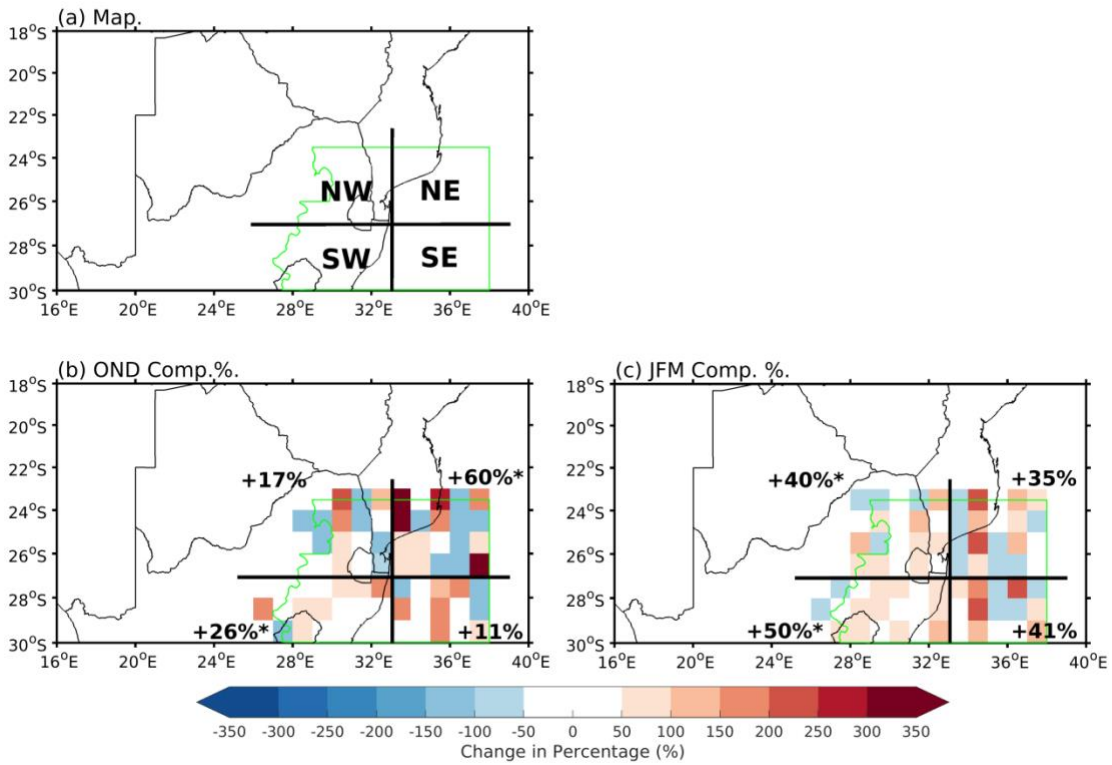 (a) Map.
18°S
20°S
22°S
24°S
26°S
28°S
30°S
NW NE
SW SE
16°E 20°E 24°E 28°E 32°E 36°E 40°E
(b) OND Comp.%.
18°S
20°S
22°S
24°S
26°S
28°S
30°S
+17% +60%*
+26%* +11%
16°E 20°E 24°E 28°E 32°E 36°E 40°E
(c) JFM Comp. %.
18°S
20°S
22°S
24°S
26°S
28°S
30°S
+40%* +35%
+50%* +41%
16°E 20°E 24°E 28°E 32°E 36°E 40°E
-350 -300 -250 -200 -150 -100 -50 0 50 100 150 200 250 300 350
Change in Percentage (%)